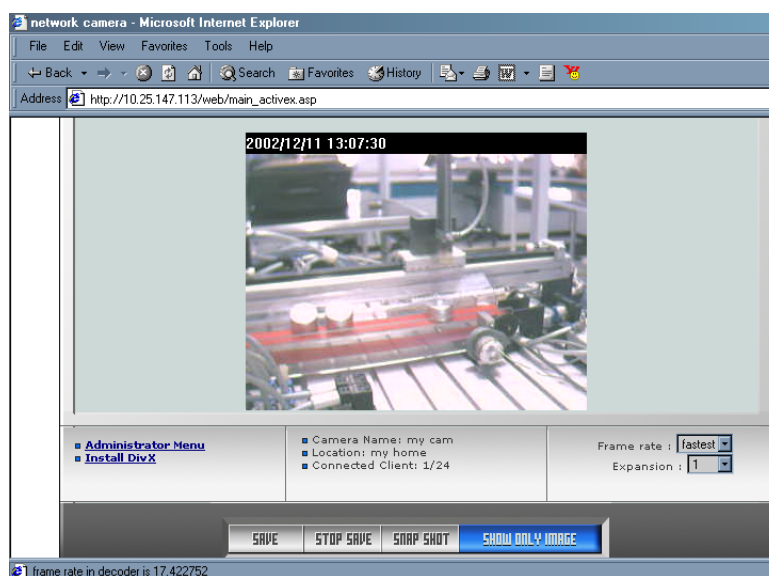 network camera - Microsoft Internet Explorer
File Edit View Favorites Tools Help
Back Search Favorites History
Address http://10.25.147.113/web/main_activex.asp
2002/12/11 13:07:30
Administrator Menu
Install DivX
Camera Name: my cam
Location: my home
Connected Client: 1/24
Frame rate : fastest
Expansion : 1
SAVE STOP SAVE SNAP SHOT SHOW ONLY IMAGE
frame rate in decoder is 17.422752